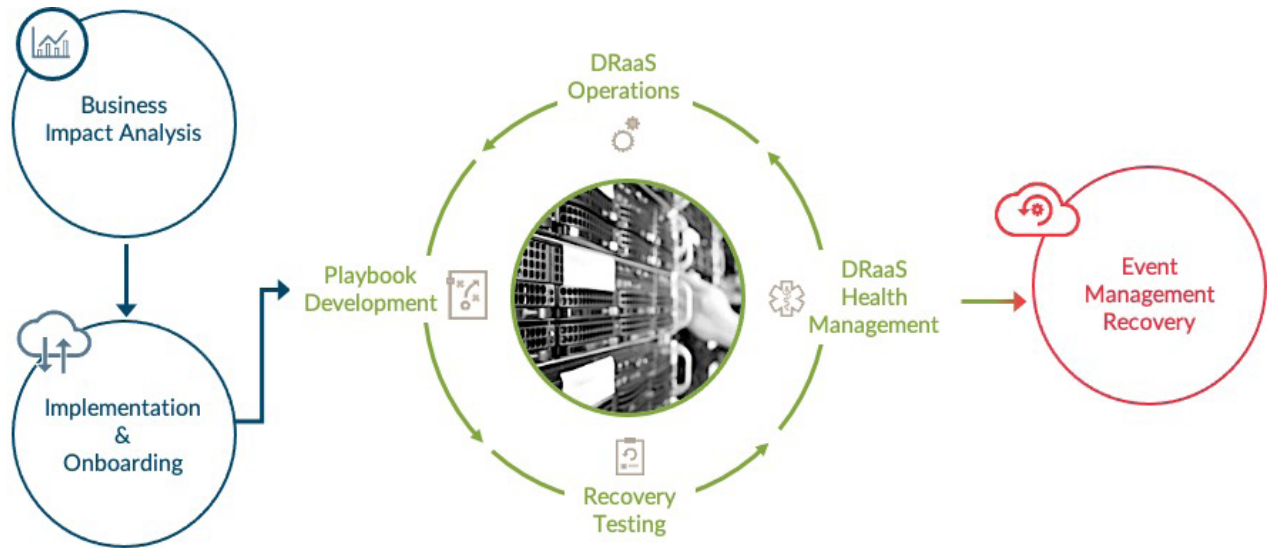 Business
Impact Analysis
Implementation
&
Onboarding
Playbook
Development
DRaaS
Operations
Recovery
Testing
DRaaS
Health
Management
Event
Management
Recovery